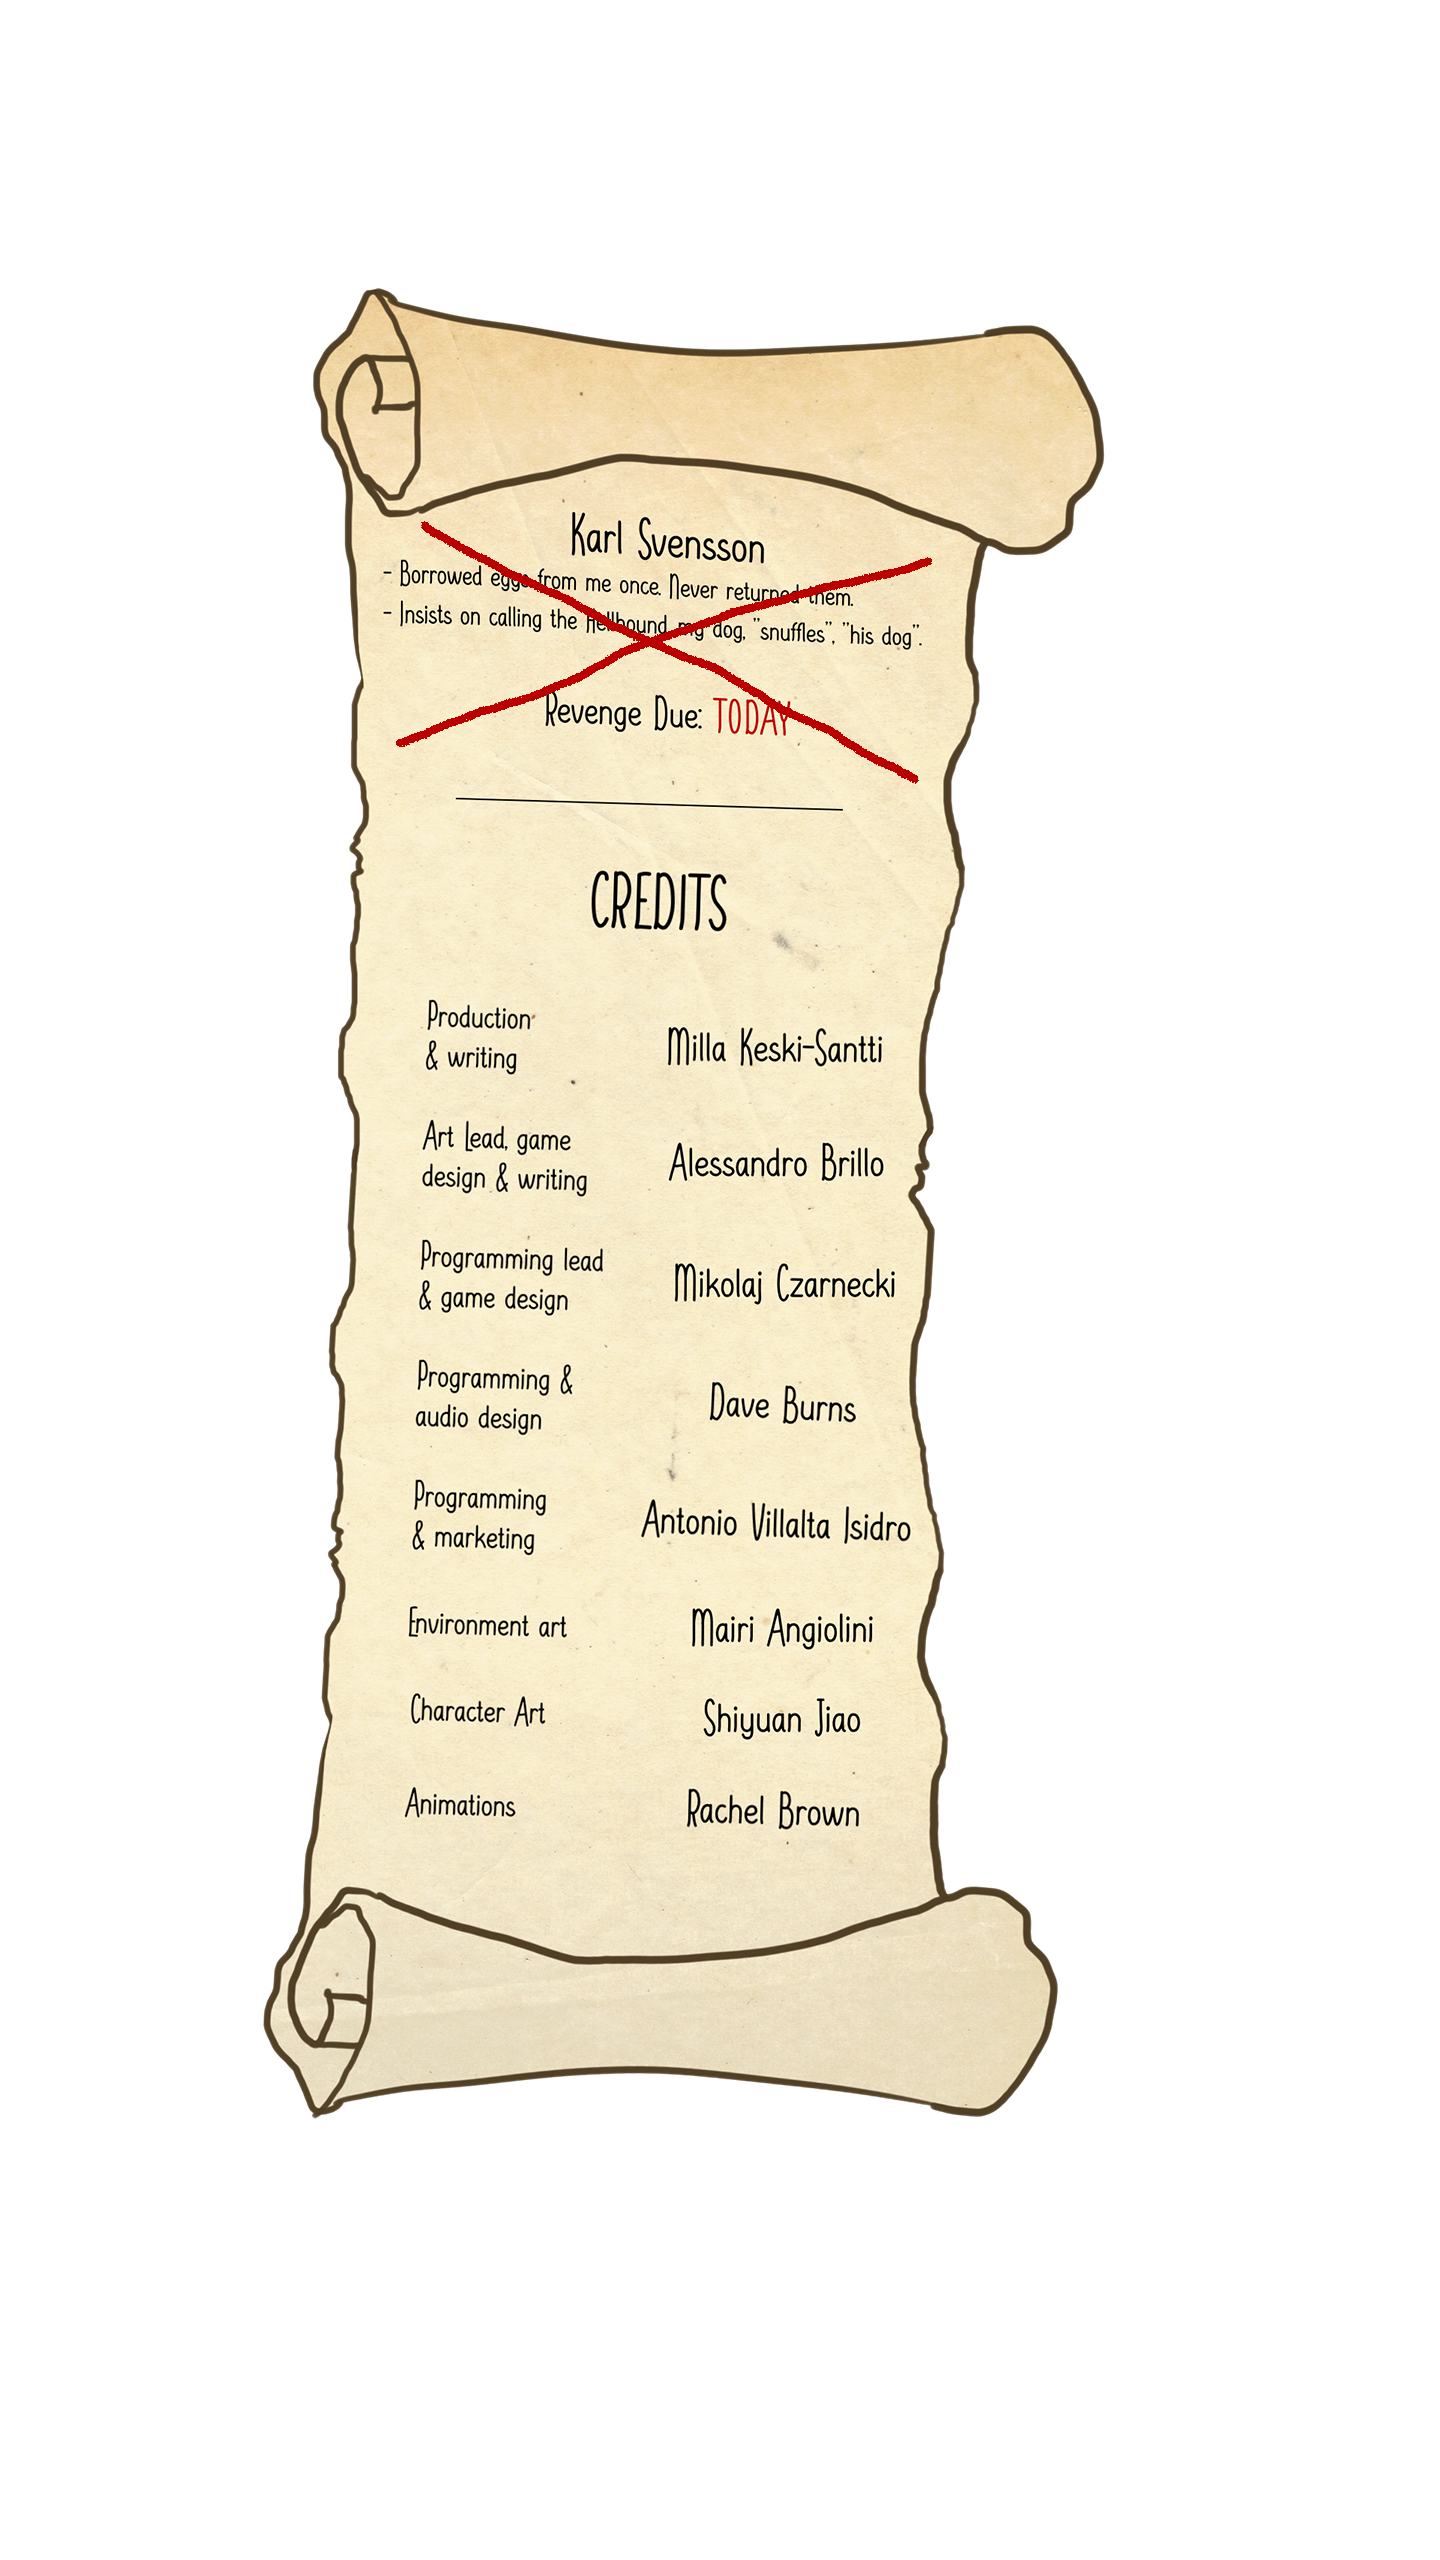 Karl Svensson
- Borrowed eggs from me once. Never returned them.
- Insists on calling the Hellhound, my dog, "snuffles", "his dog".
Revenge Due: TODAY
CREDITS
Production
& writing
Milla Keski-Santti
Art Lead, game
design & writing
Alessandro Brillo
Programming lead
& game design
Mikolaj Czarnecki
Programming &
audio design
Dave Burns
Programming
& marketing
Antonio Villalta Isidro
Environment art
Mairi Angiolini
Character Art
Shiyuan Jiao
Animations
Rachel Brown